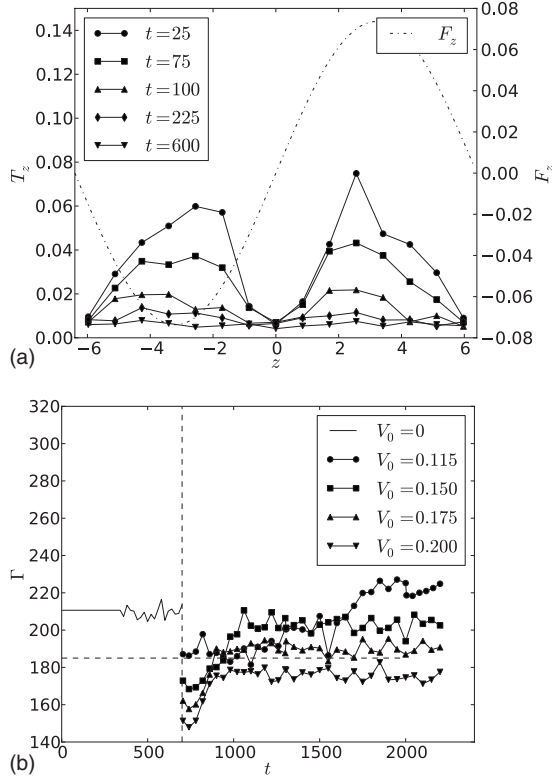 0.14
0.12
0.10
0.08
0.06
0.04
0.02
0.00
T_z
t=25
t=75
t=100
t=225
t=600
F_z
0.08
0.06
0.04
0.02
0.00
−0.02
−0.04
−0.06
−0.08
F_z
−6 −4 −2 0 2 4 6
z
(a)
320
300
280
260
240
220
200
180
160
140
Γ
V_0=0
V_0=0.115
V_0=0.150
V_0=0.175
V_0=0.200
0 500 1000 1500 2000
t
(b)